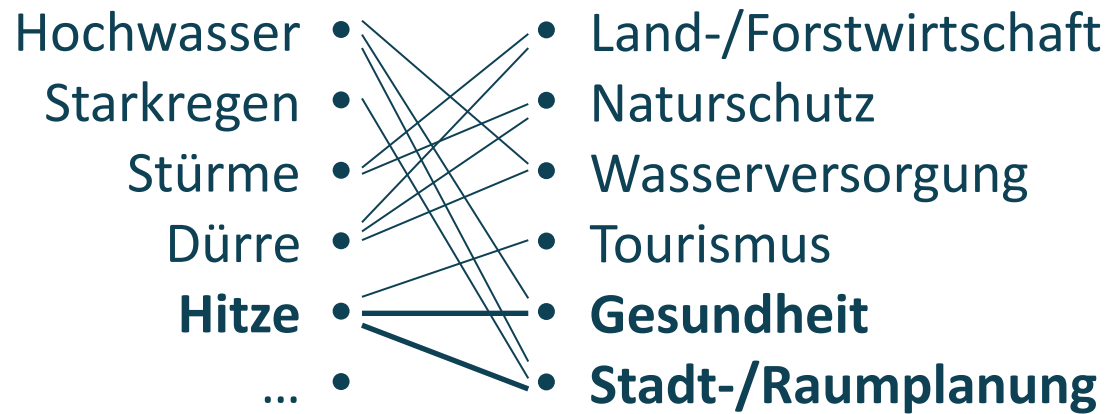 Hochwasser Land-/Forstwirtschaft
Starkregen Naturschutz
Stürme Wasserversorgung
Dürre Tourismus
Hitze Gesundheit
... Stadt-/Raumplanung